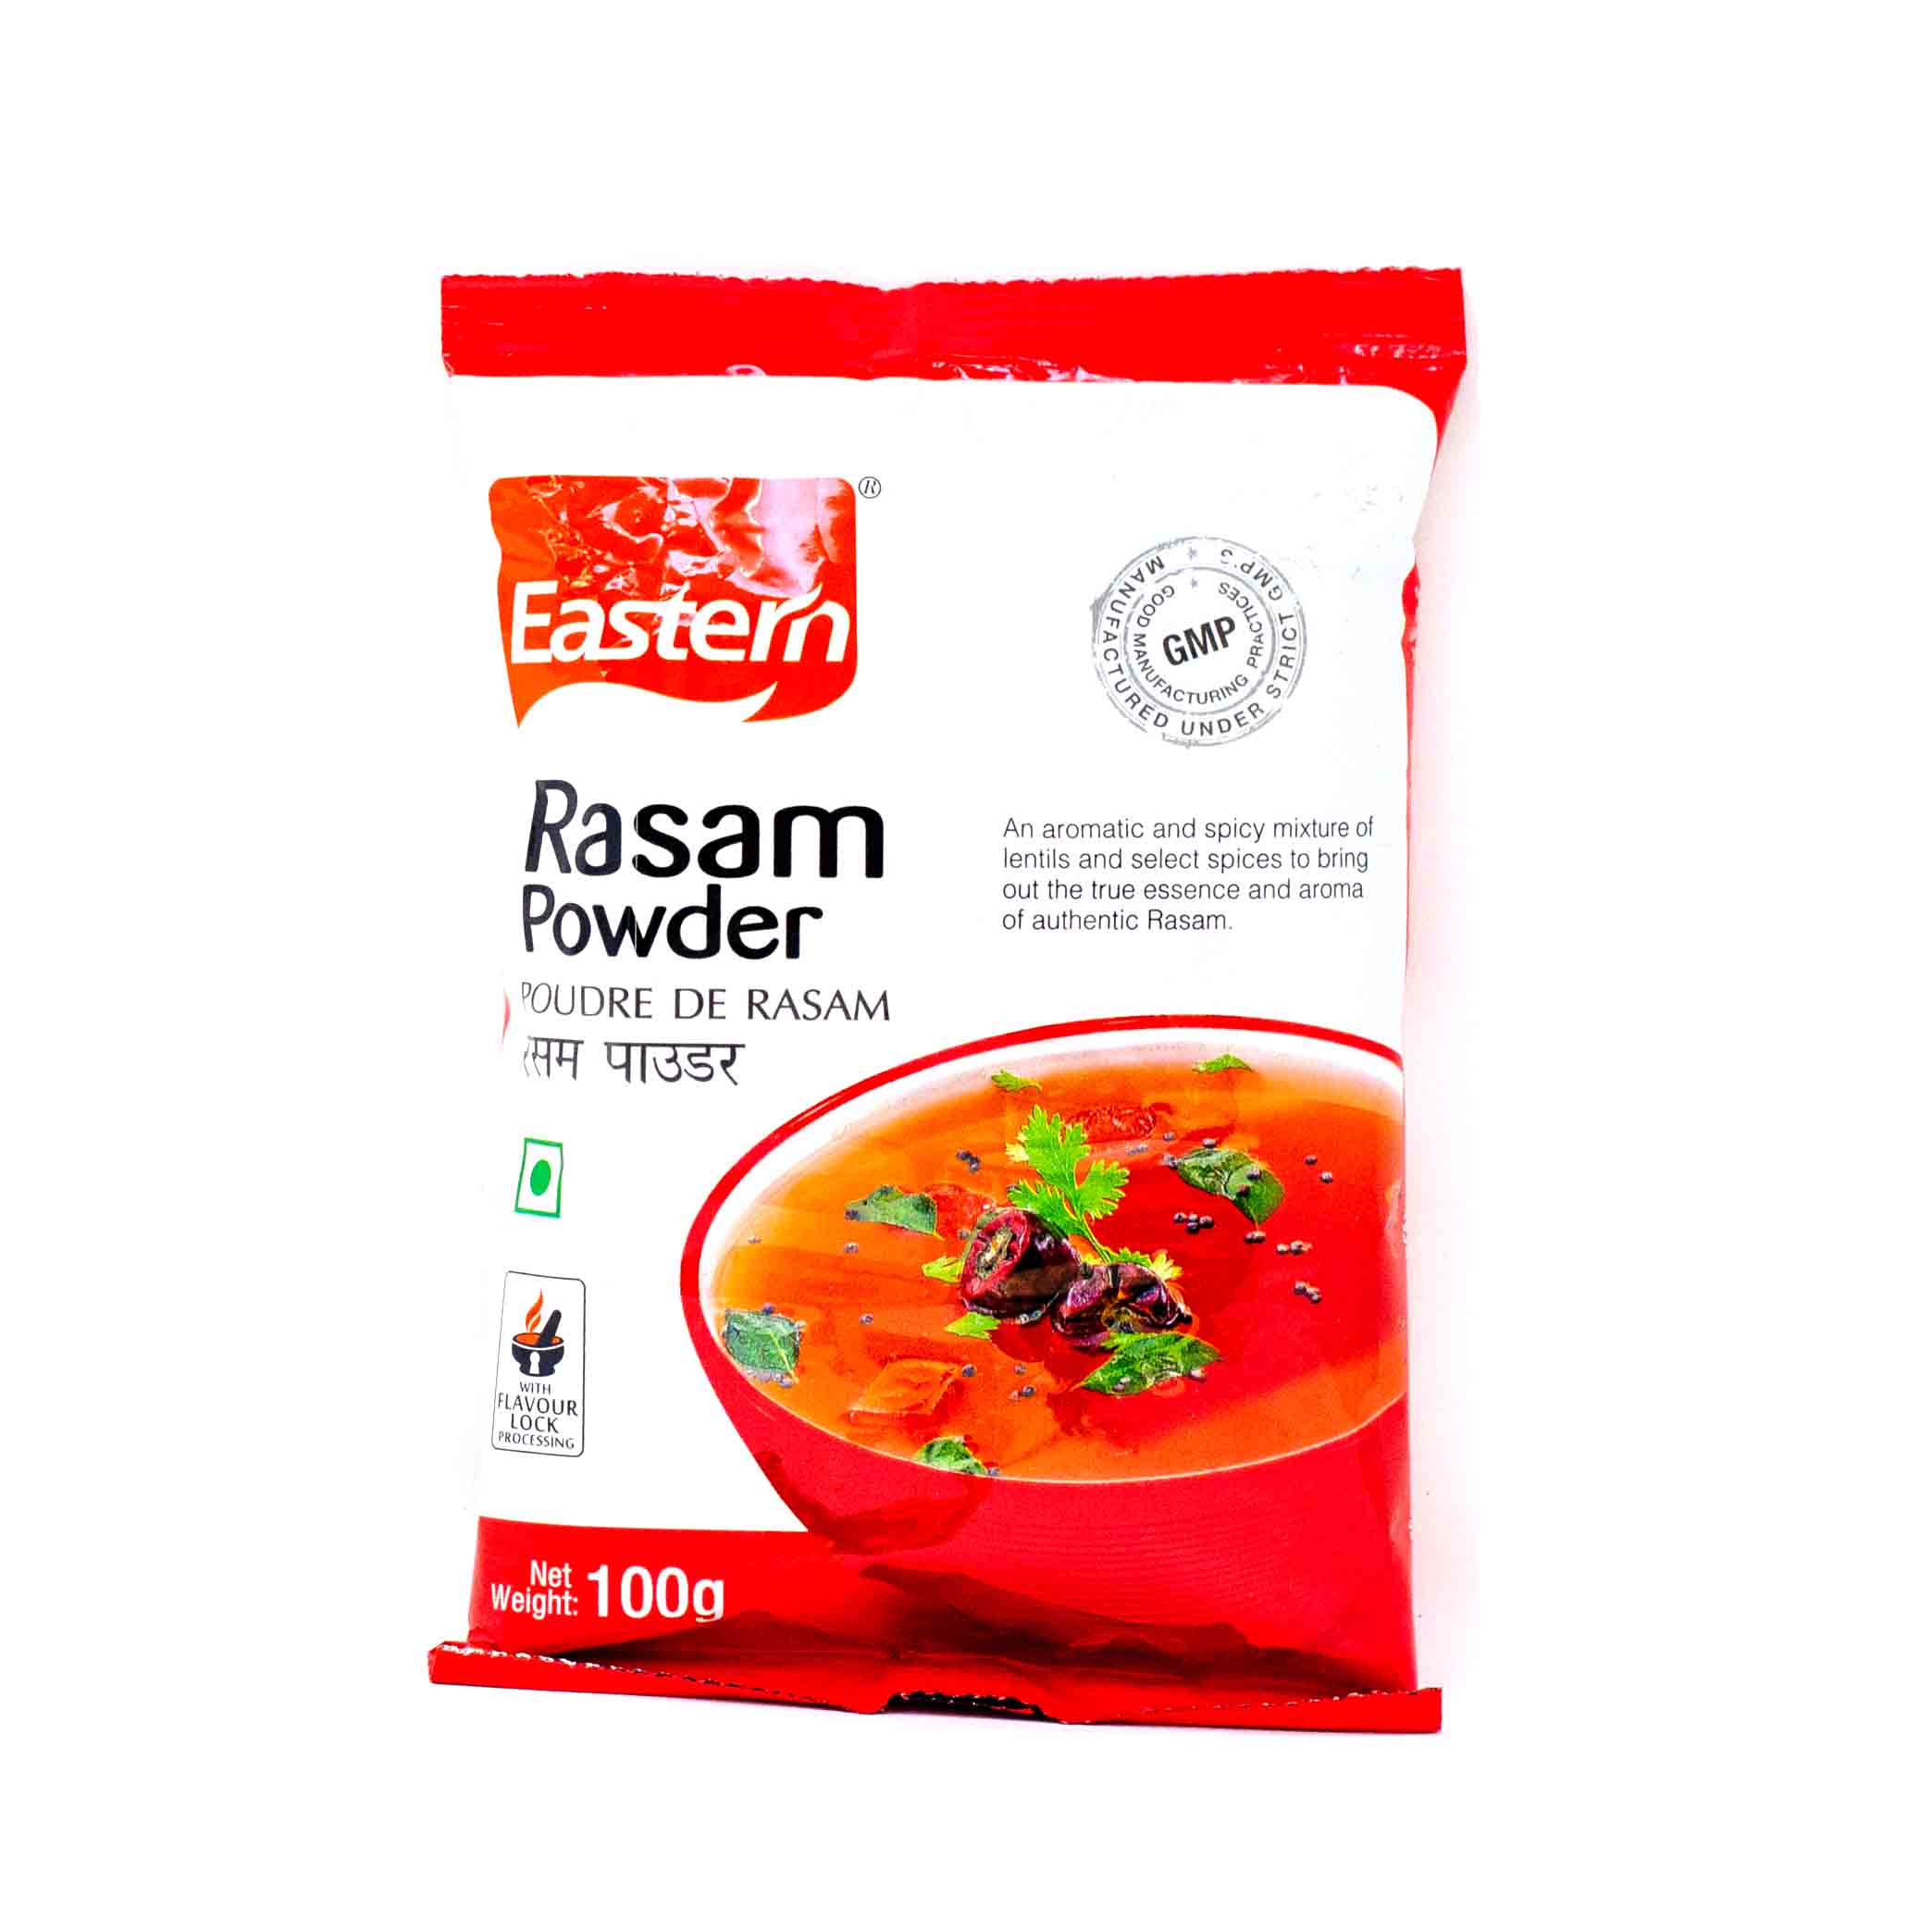 Eastern®
MANUFACTURED UNDER STRICT GMP'S
GOOD MANUFACTURING PRACTICES
GMP
Rasam
Powder
POUDRE DE RASAM
रसम पाउडर
An aromatic and spicy mixture of
lentils and select spices to bring
out the true essence and aroma
of authentic Rasam.
WITH
FLAVOUR
LOCK
PROCESSING
Net
Weight: 100g